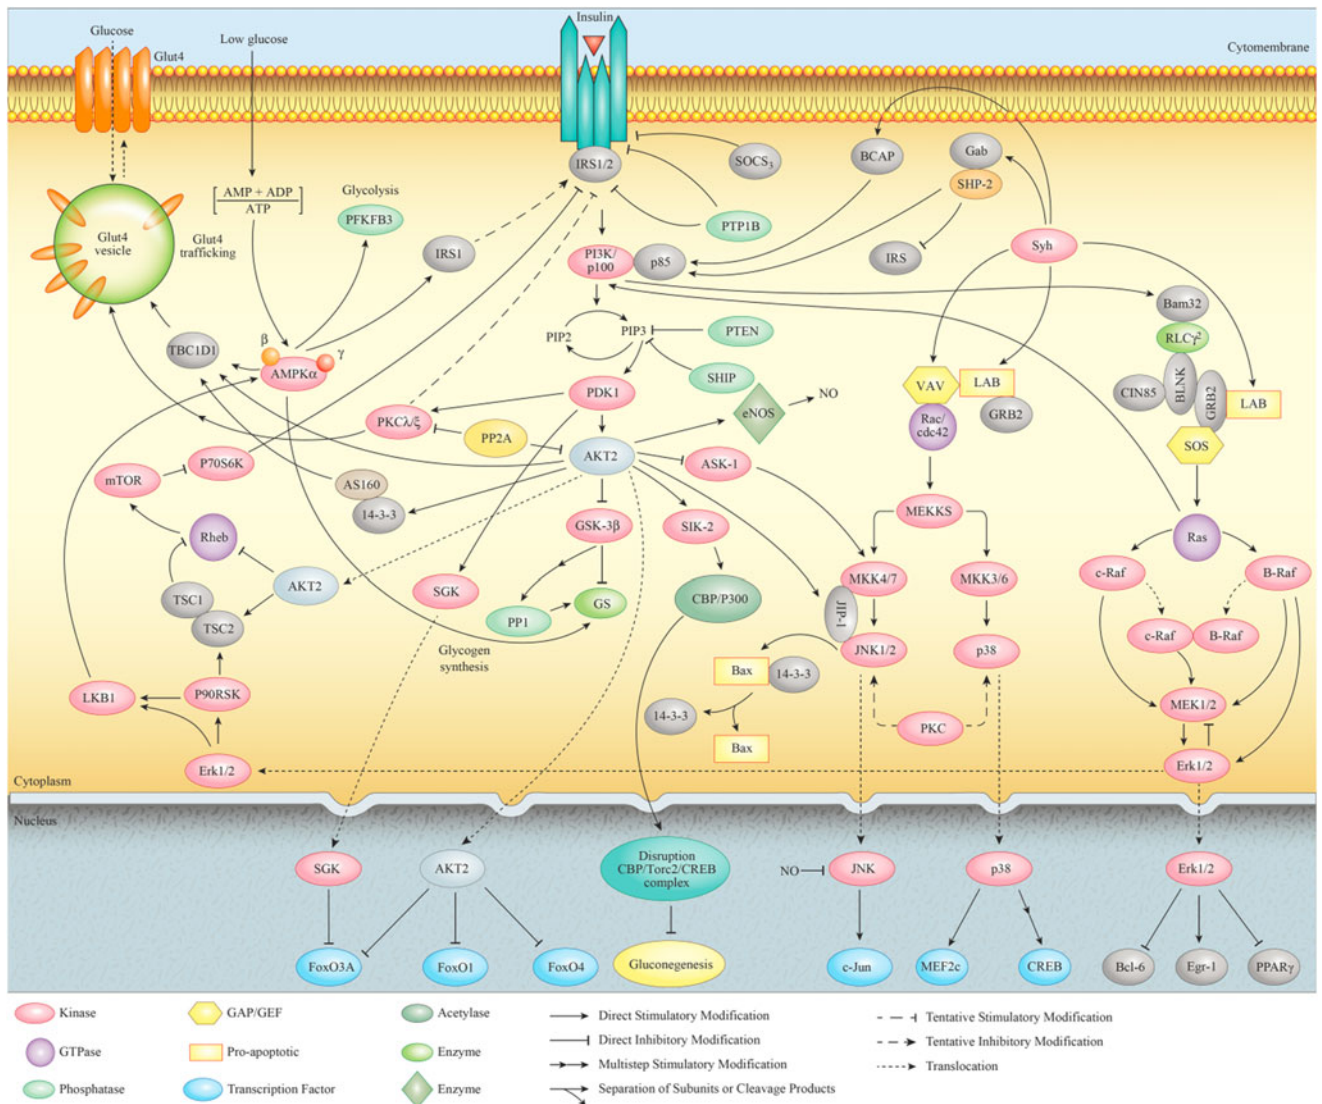 Glucose
Low glucose
Insulin
Glut4
Cytomembrane
IRS1/2
SOCS3
BCAP
Gab
SHP-2
AMP + ADP
ATP
Glycolysis
PFKFB3
PTP1B
Glut4
vesicle
Glut4
trafficking
IRS1
PI3K/
p100
p85
IRS
Syh
Bam32
PIP2
PIP3
PTEN
RLCγ2
TBC1D1
β
γ
AMPKα
SHIP
PDK1
eNOS
NO
VAV
LAB
GRB2
Rac/
cdc42
CIN85
BLNK
GRB2
LAB
SOS
PKCλ/ξ
PP2A
AKT2
ASK-1
mTOR
P70S6K
AS160
14-3-3
MEKKS
Rheb
GSK-3β
SIK-2
Ras
c-Raf
B-Raf
TSC1
TSC2
AKT2
SGK
PP1
GS
CBP/P300
MKK4/7
MKK3/6
JIP-1
JNK1/2
p38
c-Raf
B-Raf
Glycogen
synthesis
Bax
14-3-3
LKB1
P90RSK
14-3-3
Bax
PKC
MEK1/2
Erk1/2
Erk1/2
Cytoplasm
Nucleus
SGK
AKT2
Disruption
CBP/Torc2/CREB
complex
NO
JNK
p38
Erk1/2
FoxO3A
FoxO1
FoxO4
Gluconegenesis
c-Jun
MEF2c
CREB
Bcl-6
Egr-1
PPARγ
Kinase
GAP/GEF
Acetylase
Direct Stimulatory Modification
Tentative Stimulatory Modification
GTPase
Pro-apoptotic
Enzyme
Direct Inhibitory Modification
Tentative Inhibitory Modification
Phosphatase
Transcription Factor
Enzyme
Multistep Stimulatory Modification
Translocation
Separation of Subunits or Cleavage Products